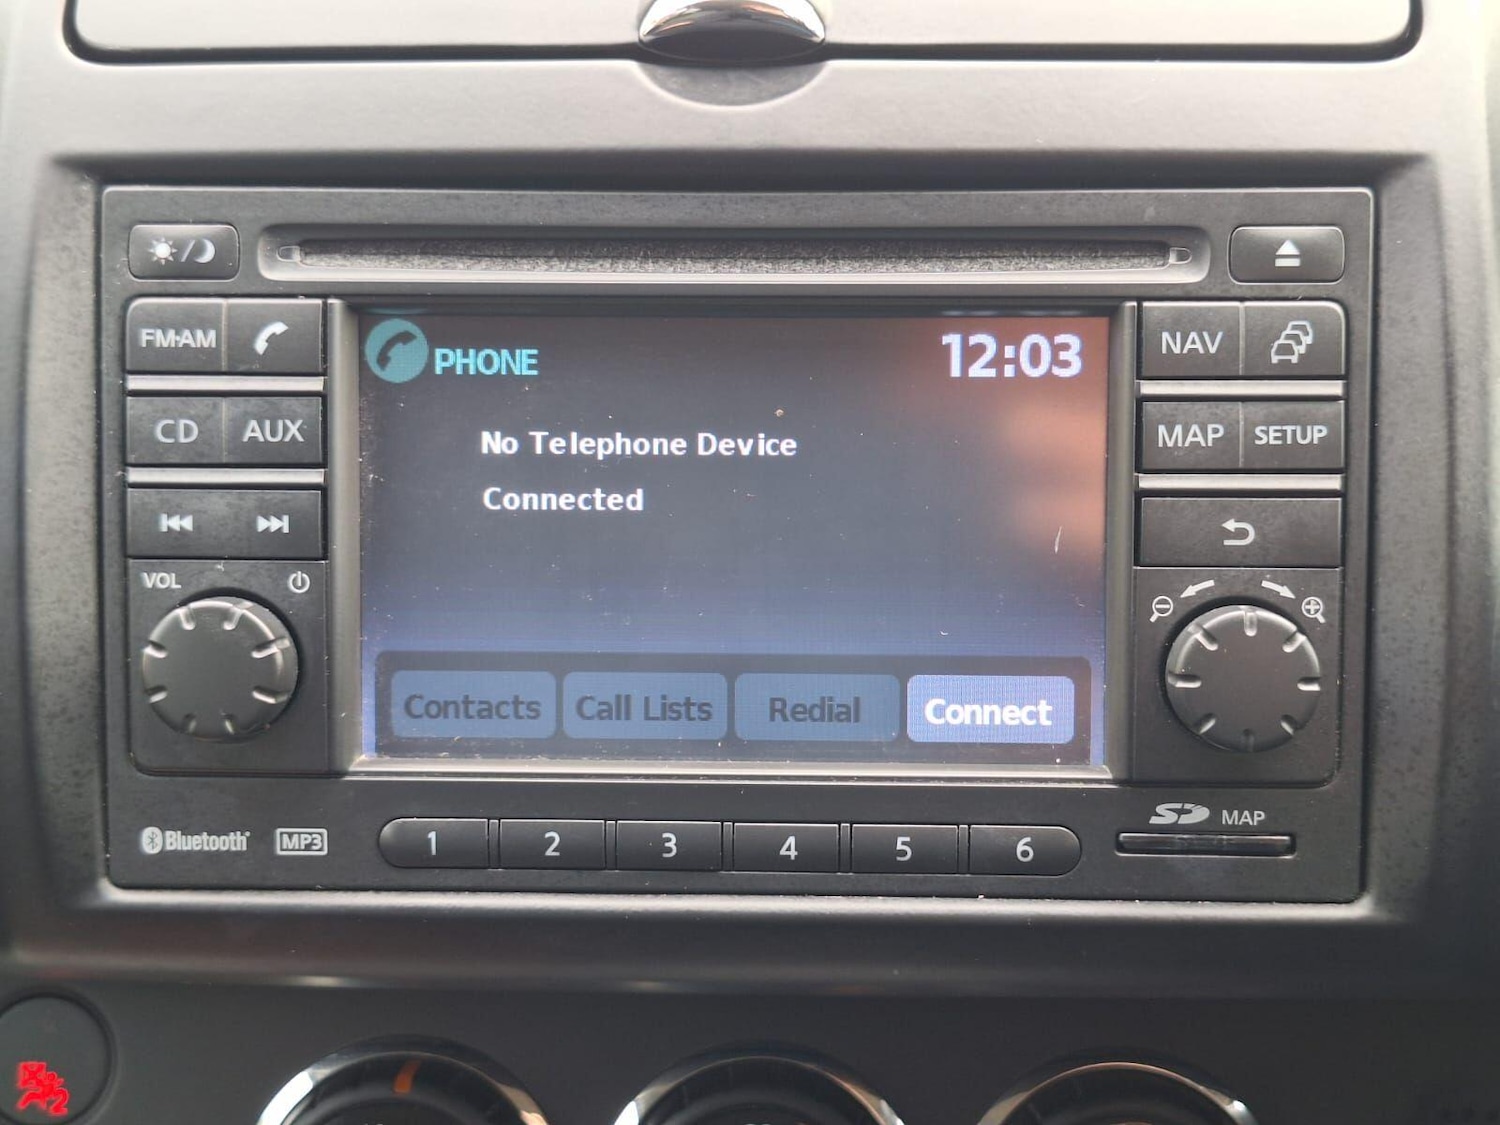 FM·AM
CD
AUX
VOL
PHONE
12:03
No Telephone Device
Connected
Contacts
Call Lists
Redial
Connect
NAV
MAP
SETUP
Bluetooth
MP3
1
2
3
4
5
6
SD
MAP
2